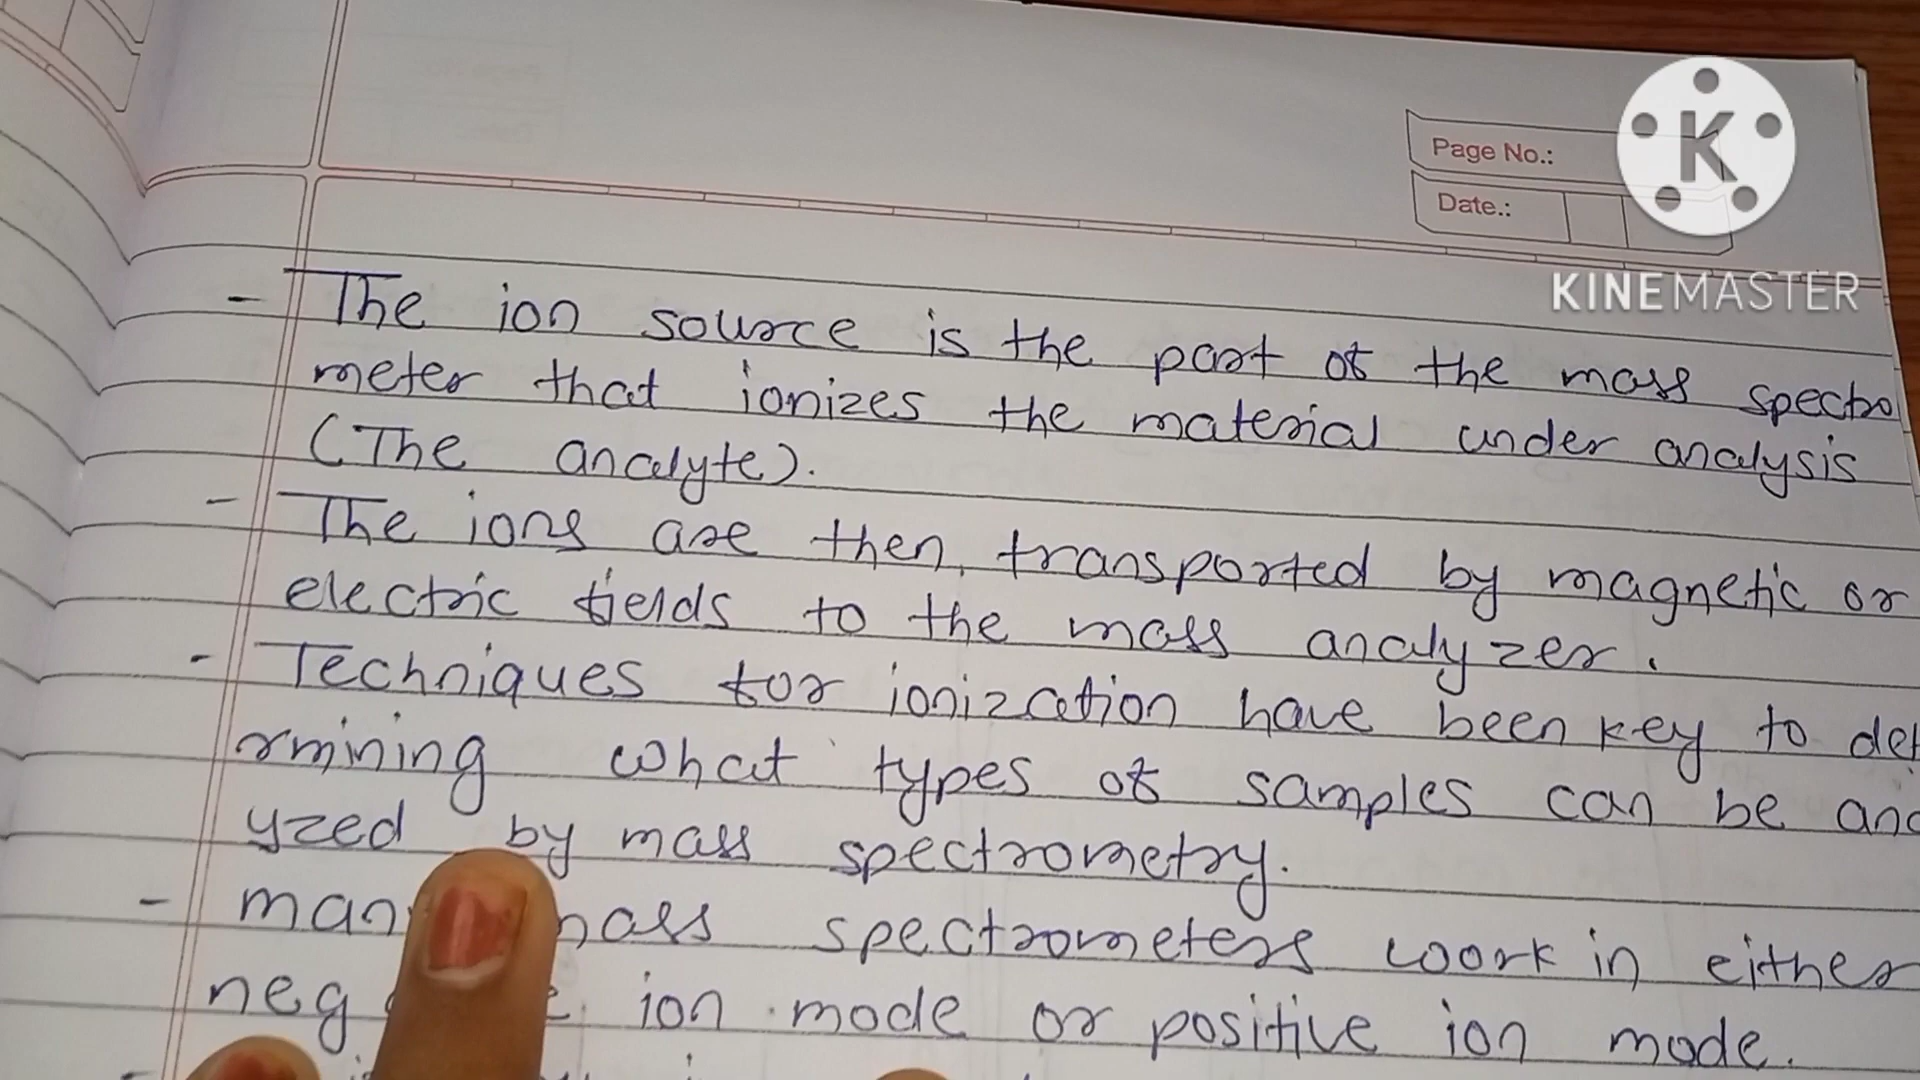 Page No.:
Date.:
K
KINEMASTER
- The ion source is the part of the mass spectro
meter that ionizes the material under analysis
(The analyte).
- The ions are then transported by magnetic or
electric fields to the mass analyzer.
- Techniques for ionization have been key to det
rmining what types of samples can be ana
yzed by mass spectrometry.
- many mass spectrometers work in either
ion mode or positive ion mode.